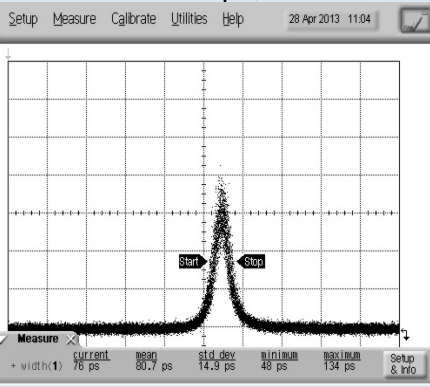 Setup Measure Calibrate Utilities Help 28 Apr 2013 11:04
Start Stop
Measure
current mean std dev minimum maximum
+ width(1) 76 ps 80.7 ps 14.9 ps 48 ps 134 ps
Setup
& Info